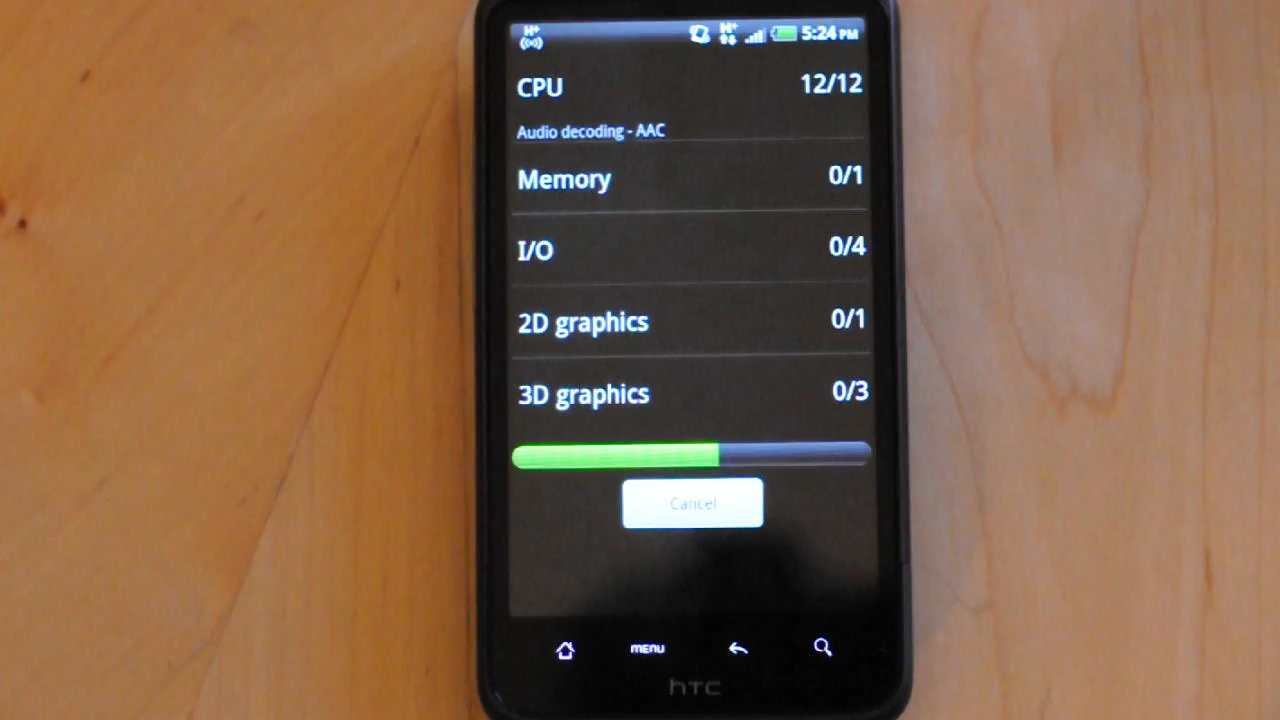 H+ H+ 5:24 PM
CPU 12/12
Audio decoding - AAC
Memory 0/1
I/O 0/4
2D graphics 0/1
3D graphics 0/3
Cancel
MENU
hTC